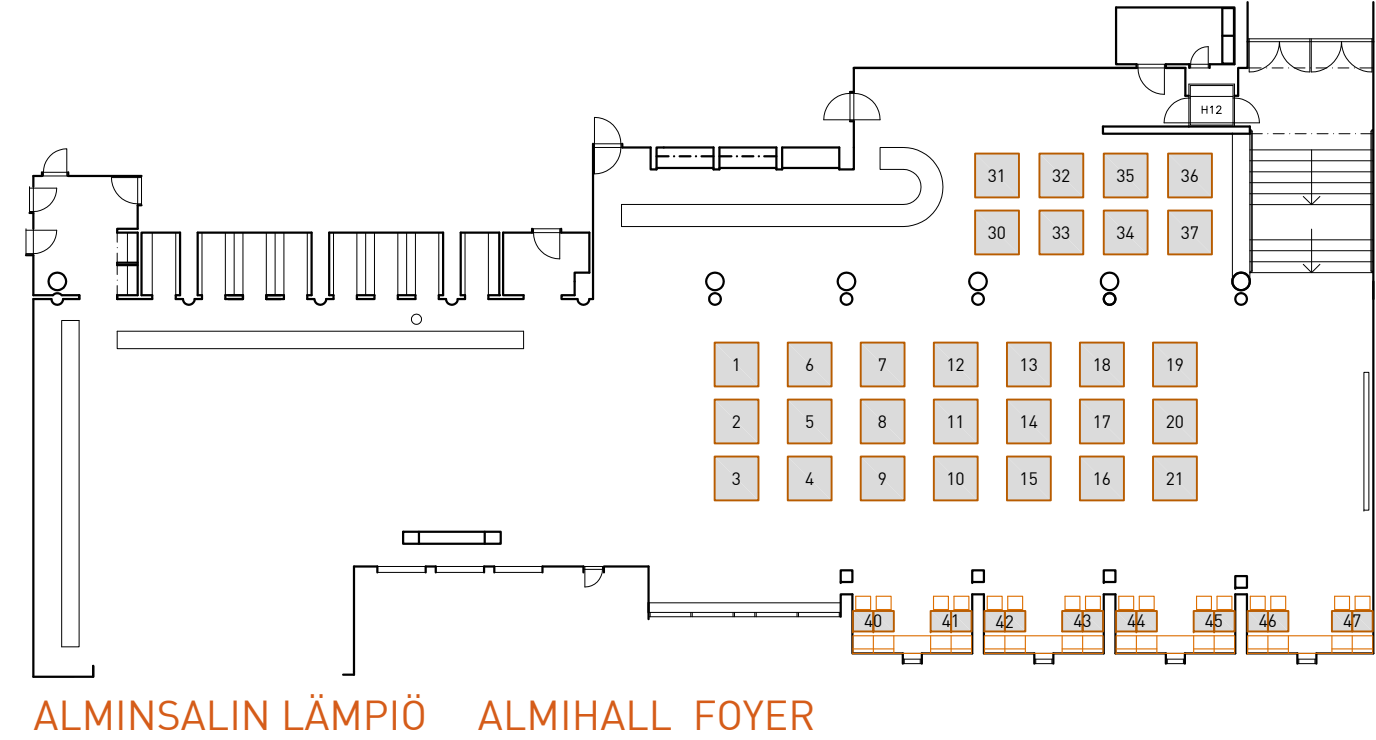 H12
31 32 35 36
30 33 34 37
1 6 7 12 13 18 19
2 5 8 11 14 17 20
3 4 9 10 15 16 21
40 41 42 43 44 45 46 47
ALMINSALIN LÄMPIÖ ALMIHALL FOYER